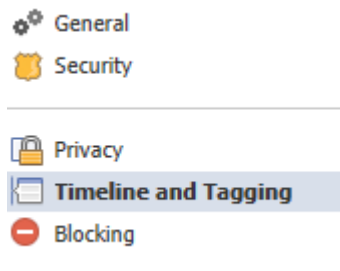 General
Security
Privacy
Timeline and Tagging
Blocking